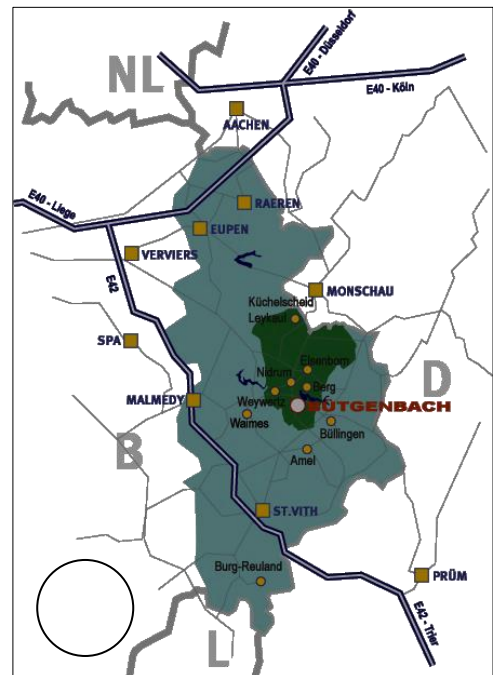 NL
E40 - Düsseldorf
E40 - Köln
AACHEN
E40 - Liege
RAEREN
EUPEN
VERVIERS
E42
MONSCHAU
Küchelscheid
Leykaul
SPA
Elsenborn
D
Nidrum
Berg
MALMEDY
Weywertz
BÜTGENBACH
Waimes
Büllingen
B
Amel
ST.VITH
Burg-Reuland
PRÜM
E42 - Trier
L